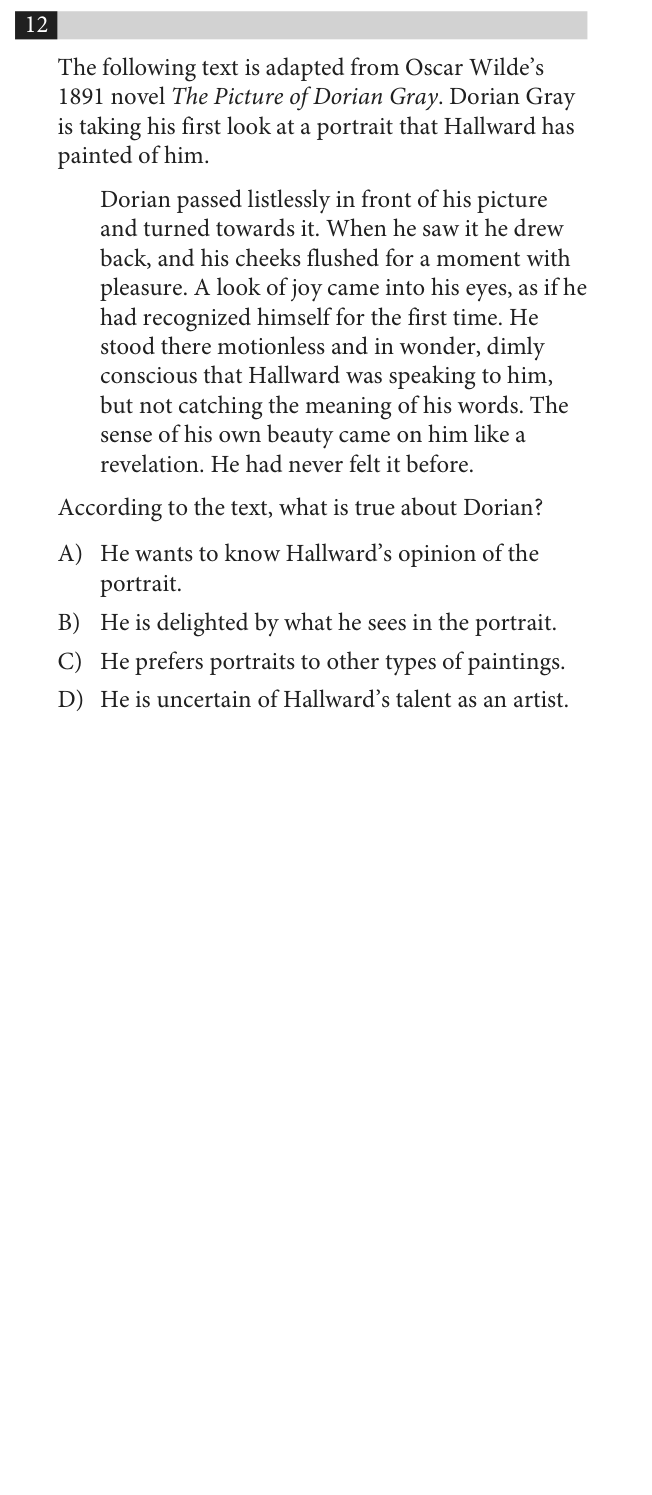 12
The following text is adapted from Oscar Wilde’s
1891 novel The Picture of Dorian Gray. Dorian Gray
is taking his first look at a portrait that Hallward has
painted of him.
Dorian passed listlessly in front of his picture
and turned towards it. When he saw it he drew
back, and his cheeks flushed for a moment with
pleasure. A look of joy came into his eyes, as if he
had recognized himself for the first time. He
stood there motionless and in wonder, dimly
conscious that Hallward was speaking to him,
but not catching the meaning of his words. The
sense of his own beauty came on him like a
revelation. He had never felt it before.
According to the text, what is true about Dorian?
A) He wants to know Hallward’s opinion of the
portrait.
B) He is delighted by what he sees in the portrait.
C) He prefers portraits to other types of paintings.
D) He is uncertain of Hallward’s talent as an artist.